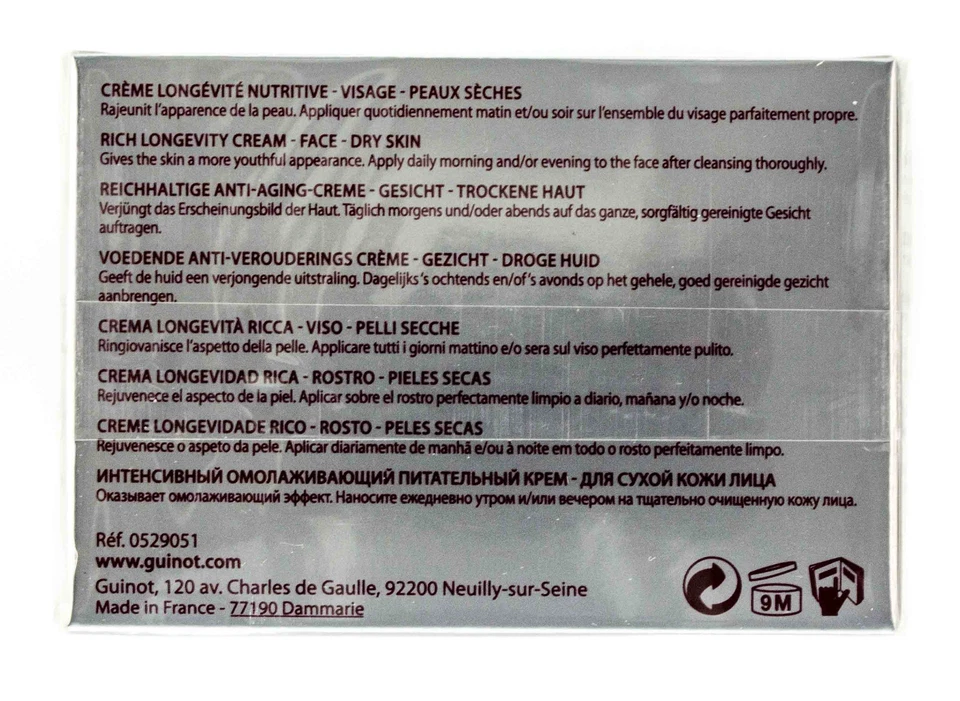 CRÈME LONGÉVITÉ NUTRITIVE - VISAGE - PEAUX SÈCHES
Rajeunit l'apparence de la peau. Appliquer quotidiennement matin et/ou soir sur l'ensemble du visage parfaitement propre.
RICH LONGEVITY CREAM - FACE - DRY SKIN
Gives the skin a more youthful appearance. Apply daily morning and/or evening to the face after cleansing thoroughly.
REICHHALTIGE ANTI-AGING-CREME - GESICHT - TROCKENE HAUT
Verjüngt das Erscheinungsbild der Haut. Täglich morgens und/oder abends auf das ganze, sorgfältig gereinigte Gesicht
auftragen.
VOEDENDE ANTI-VEROUDERINGS CRÈME - GEZICHT - DROGE HUID
Geeft de huid een verjongende uitstraling. Dagelijks 's ochtends en/of 's avonds op het gehele, goed gereinigde gezicht
aanbrengen.
CREMA LONGEVITÀ RICCA - VISO - PELLI SECCHE
Ringiovanisce l'aspetto della pelle. Applicare tutti i giorni mattino e/o sera sul viso perfettamente pulito.
CREMA LONGEVIDAD RICA - ROSTRO - PIELES SECAS
Rejuvenece el aspecto de la piel. Aplicar sobre el rostro perfectamente limpio a diario, mañana y/o noche.
CREME LONGEVIDADE RICO - ROSTO - PELES SECAS
Rejuvenesce o aspeto da pele. Aplicar diariamente de manhã e/ou à noite em todo o rosto perfeitamente limpo.
ИНТЕНСИВНЫЙ ОМОЛАЖИВАЮЩИЙ ПИТАТЕЛЬНЫЙ КРЕМ - ДЛЯ СУХОЙ КОЖИ ЛИЦА
Оказывает омолаживающий эффект. Наносите ежедневно утром и/или вечером на тщательно очищенную кожу лица.
Réf. 0529051
www.guinot.com
Guinot, 120 av. Charles de Gaulle, 92200 Neuilly-sur-Seine
Made in France - 77190 Dammarie
9M